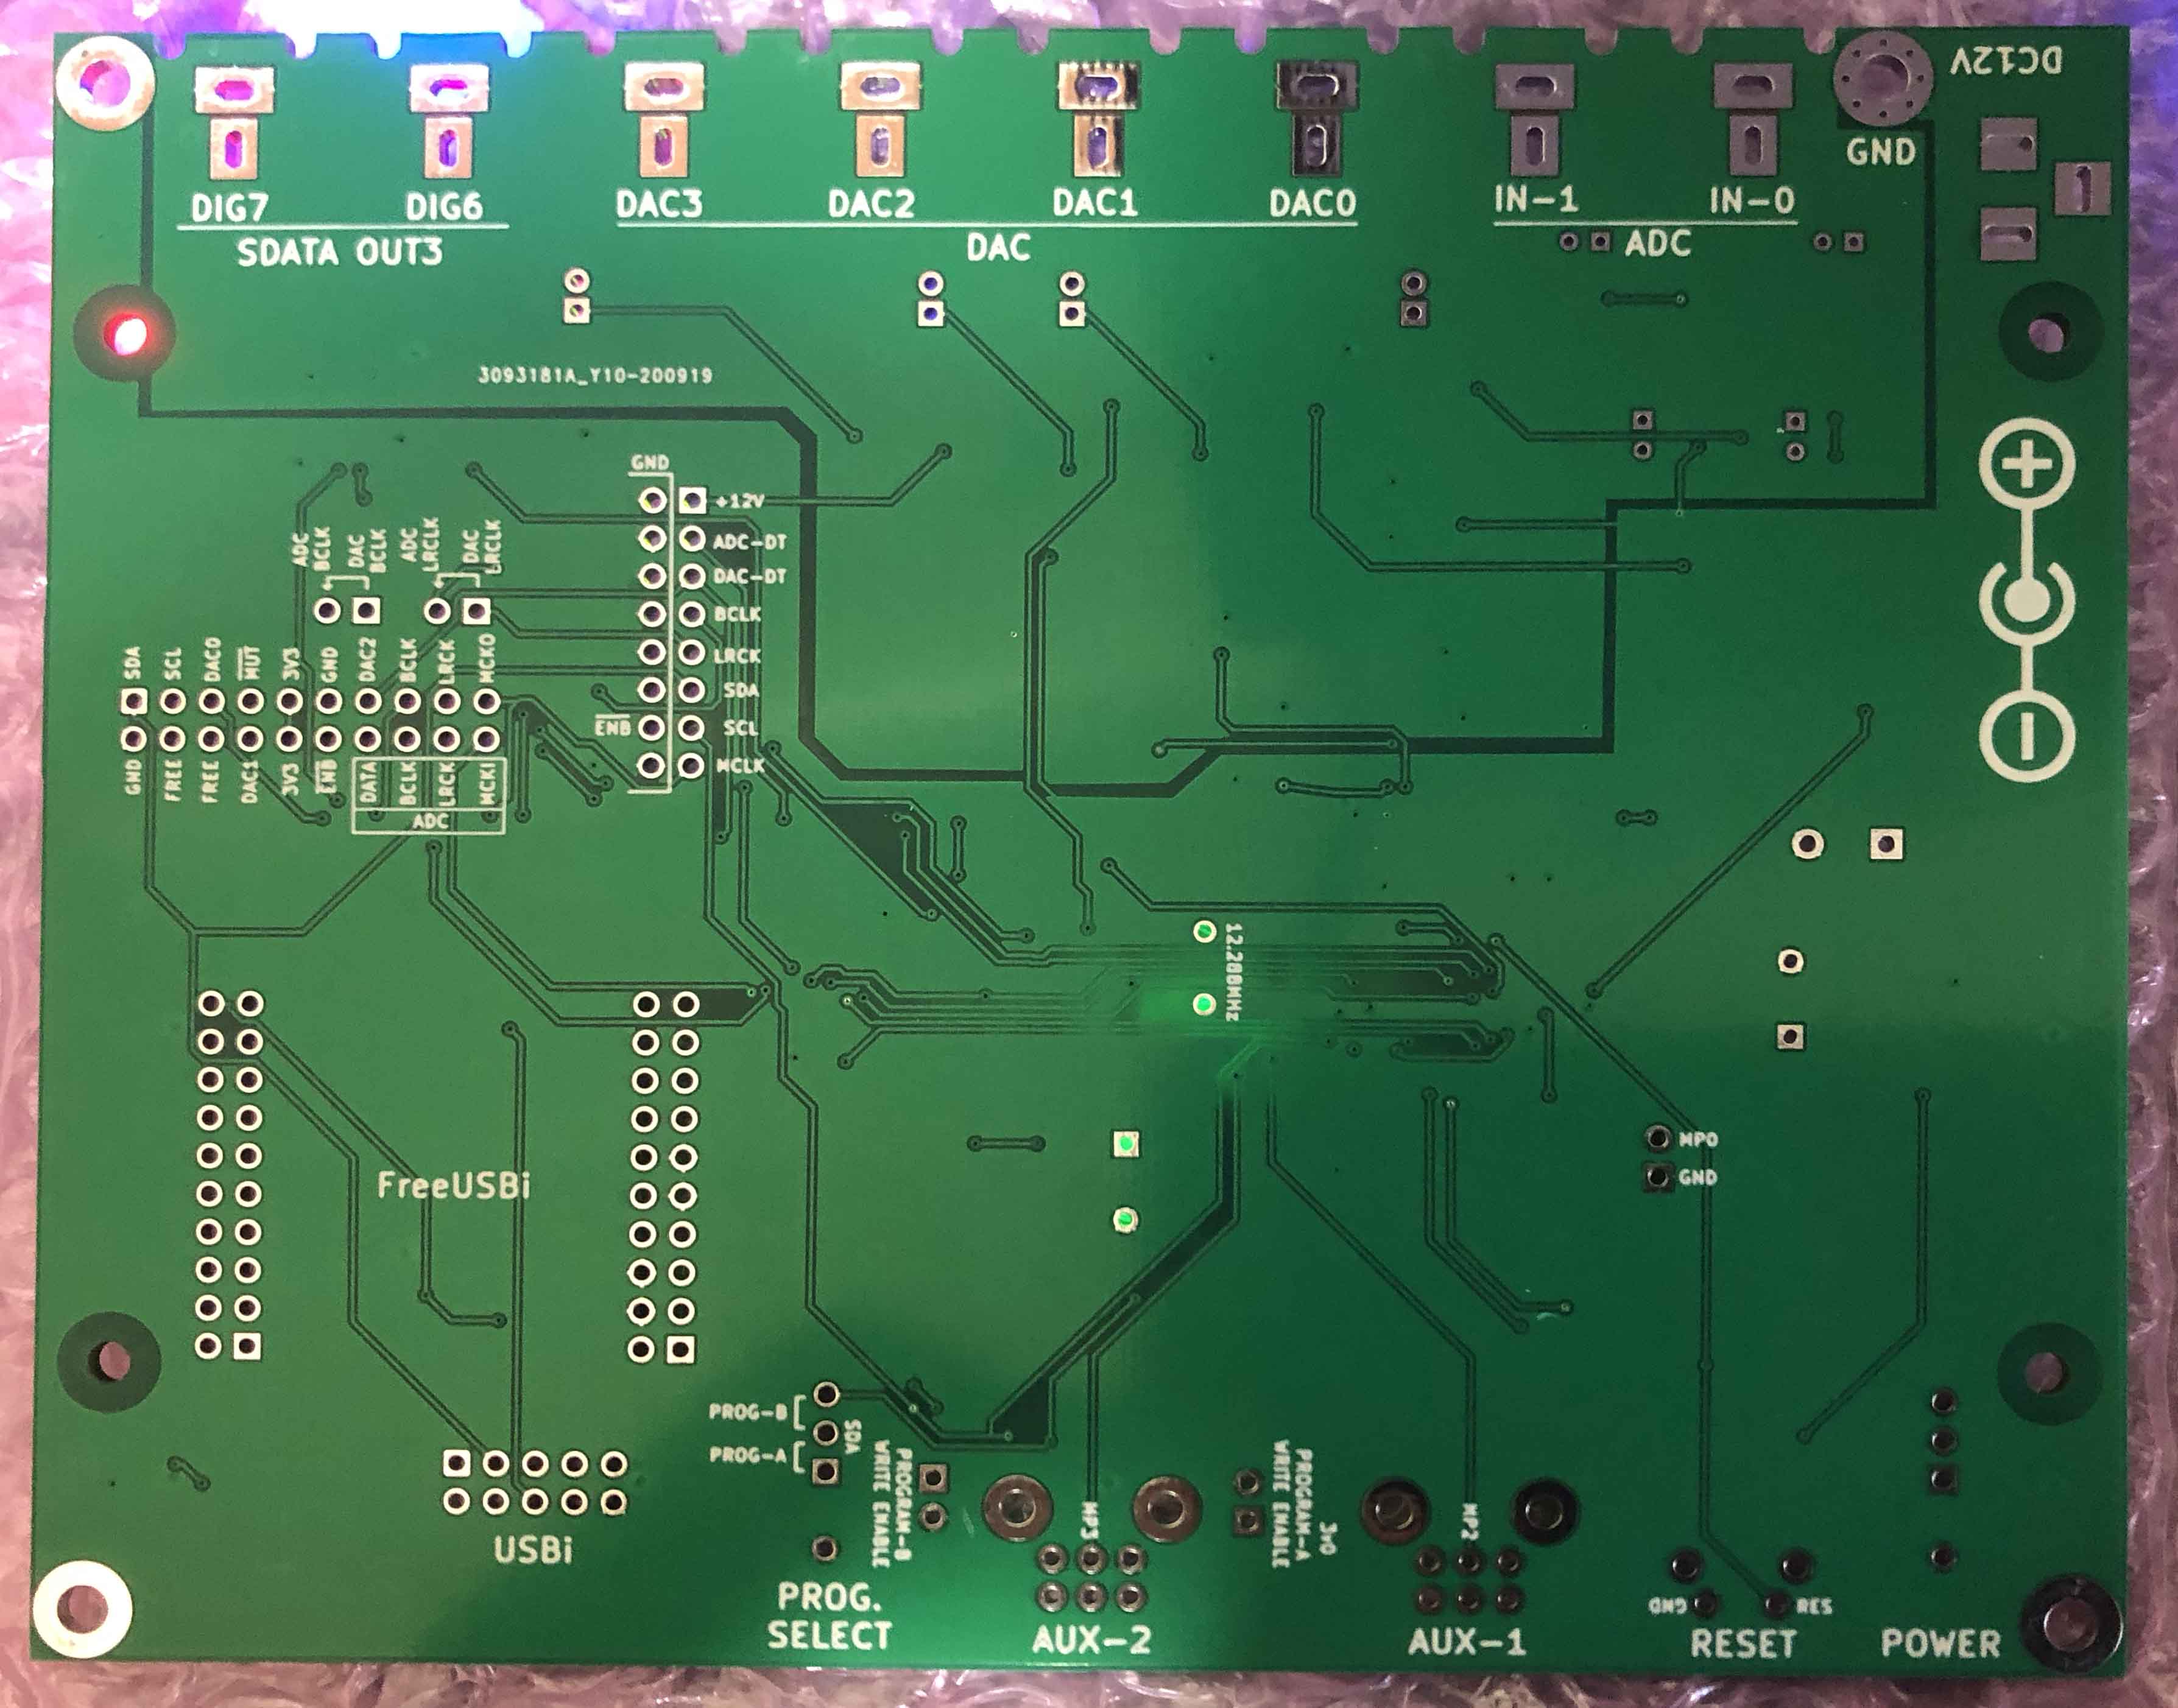 DC12V
GND
DIG7
DIG6
SDATA OUT3
DAC3
DAC2
DAC1
DAC0
DAC
IN-1
IN-0
ADC
3093181A_Y10-200919
GND
+12V
ADC-DT
DAC-DT
BCLK
LRCK
SDA
ENB
SCL
MCLK
ADC
BCLK
DAC
BCLK
ADC
LRCLK
DAC
LRCLK
SDA
SCL
DAC0
MUT
3V3
GND
DAC2
BCLK
LRCK
MCKO
GND
FREE
FREE
DAC1
3V3
ENB
DATA
BCLK
LRCK
MCKI
ADC
MP0
GND
FreeUSBi
USBi
PROG-B
SDA
PROG-A
PROGRAM-B
WRITE ENABLE
PROG.
SELECT
MP3
AUX-2
PROGRAM-A
WRITE ENABLE
MP2
AUX-1
GND
RES
RESET
POWER